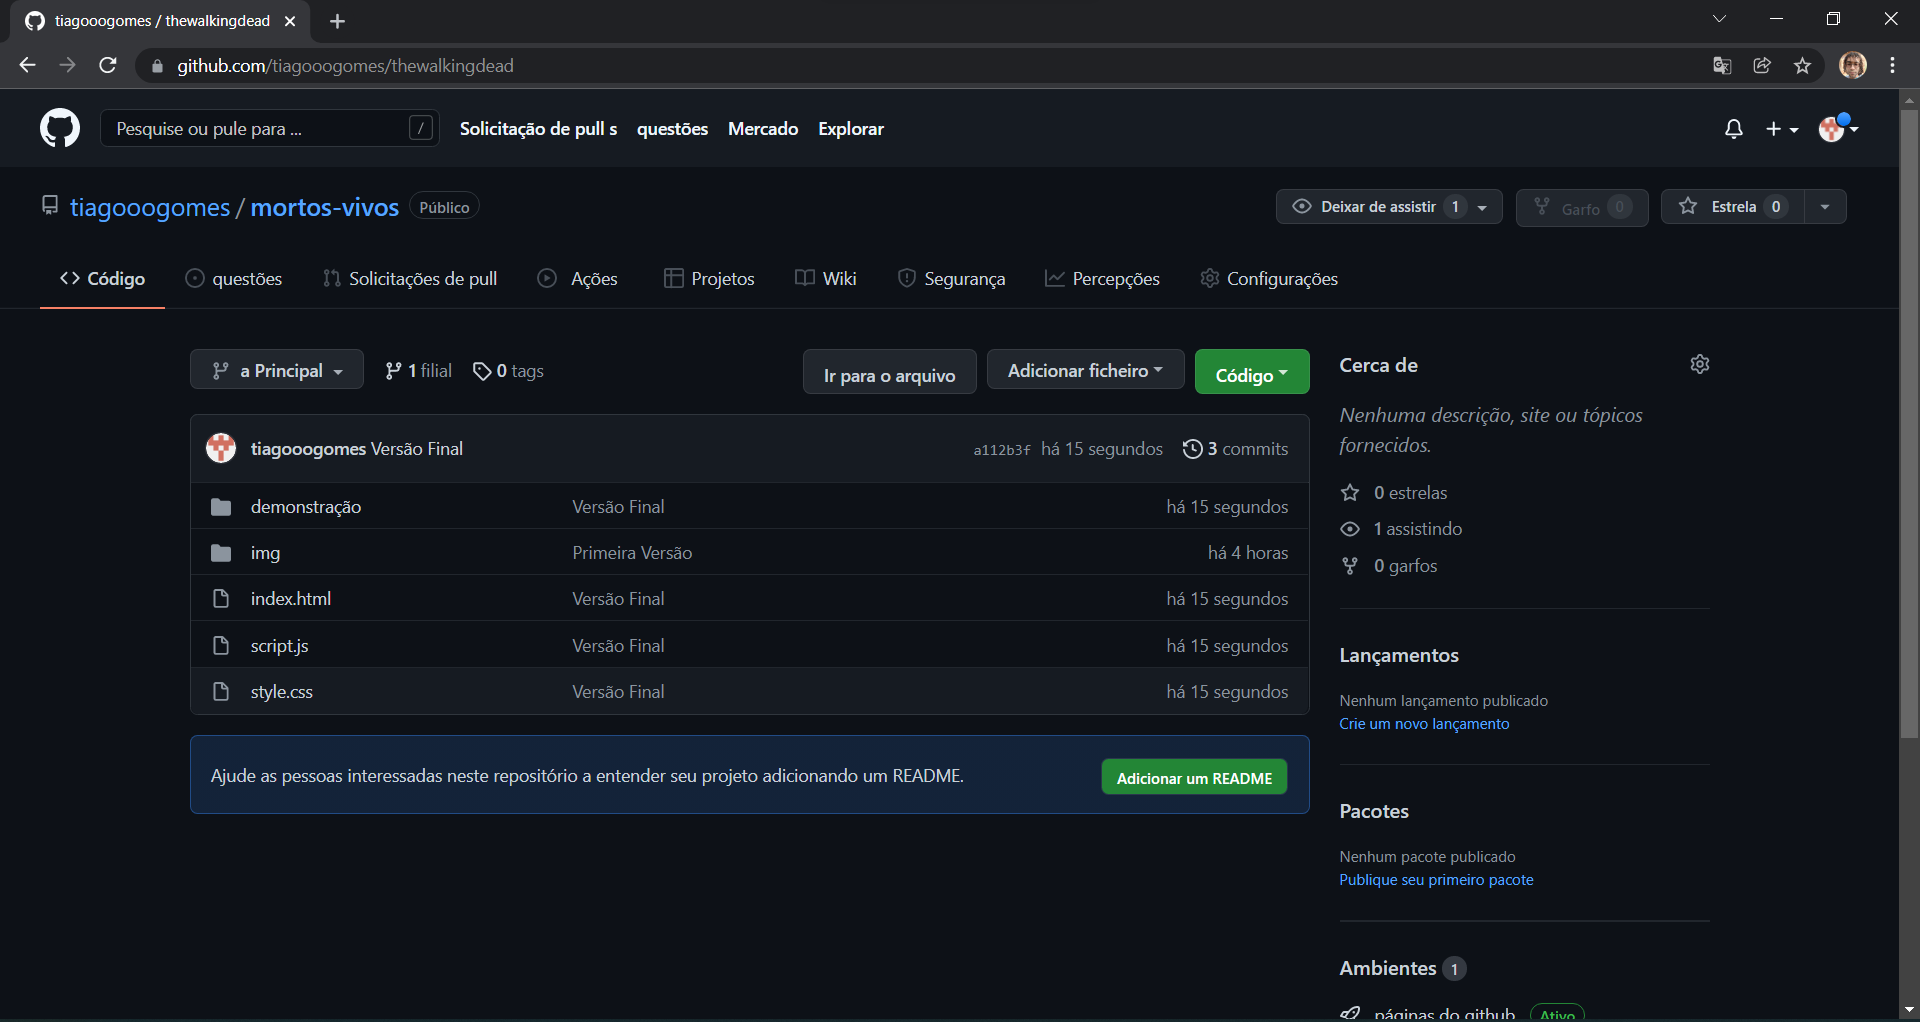 tiagooogomes / thewalkingdead
github.com/tiagooogomes/thewalkingdead
Pesquise ou pule para ... /
Solicitação de pull s questões Mercado Explorar
tiagooogomes / mortos-vivos Público
Deixar de assistir 1 Garfo 0 Estrela 0
Código questões Solicitações de pull Ações Projetos Wiki Segurança Percepções Configurações
a Principal 1 filial 0 tags Ir para o arquivo Adicionar ficheiro Código
tiagooogomes Versão Final a112b3f há 15 segundos 3 commits
demonstração Versão Final há 15 segundos
img Primeira Versão há 4 horas
index.html Versão Final há 15 segundos
script.js Versão Final há 15 segundos
style.css Versão Final há 15 segundos
Ajude as pessoas interessadas neste repositório a entender seu projeto adicionando um README. Adicionar um README
Cerca de
Nenhuma descrição, site ou tópicos
fornecidos.
0 estrelas
1 assistindo
0 garfos
Lançamentos
Nenhum lançamento publicado
Crie um novo lançamento
Pacotes
Nenhum pacote publicado
Publique seu primeiro pacote
Ambientes 1
páginas do github Ativo